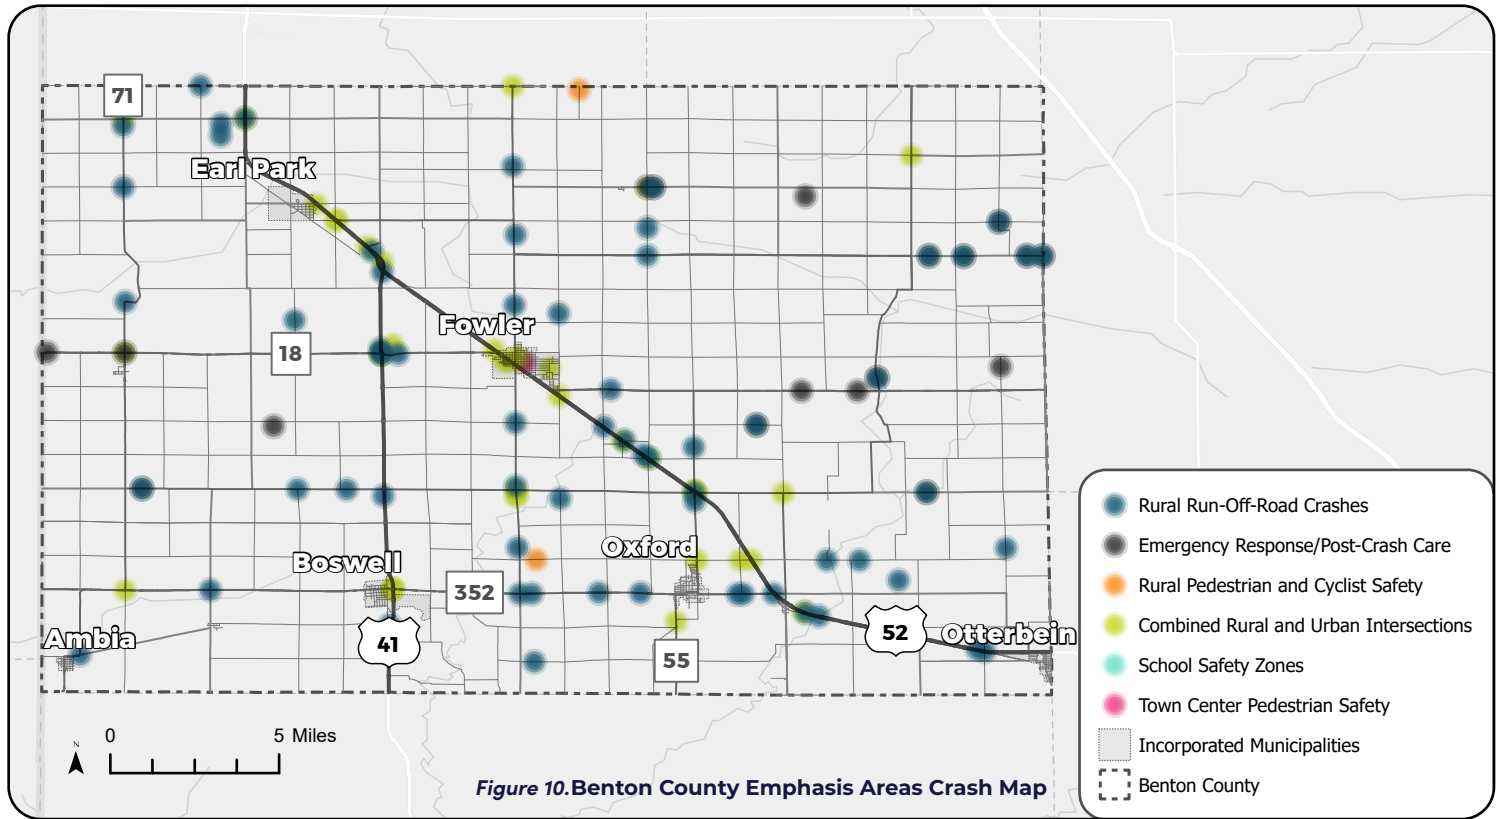 71
Earl Park
Fowler
18
Boswell
Oxford
352
Ambia
41
55
52
Otterbein
Rural Run-Off-Road Crashes
Emergency Response/Post-Crash Care
Rural Pedestrian and Cyclist Safety
Combined Rural and Urban Intersections
School Safety Zones
Town Center Pedestrian Safety
Incorporated Municipalities
Benton County
N
0 5 Miles
Figure 10.Benton County Emphasis Areas Crash Map